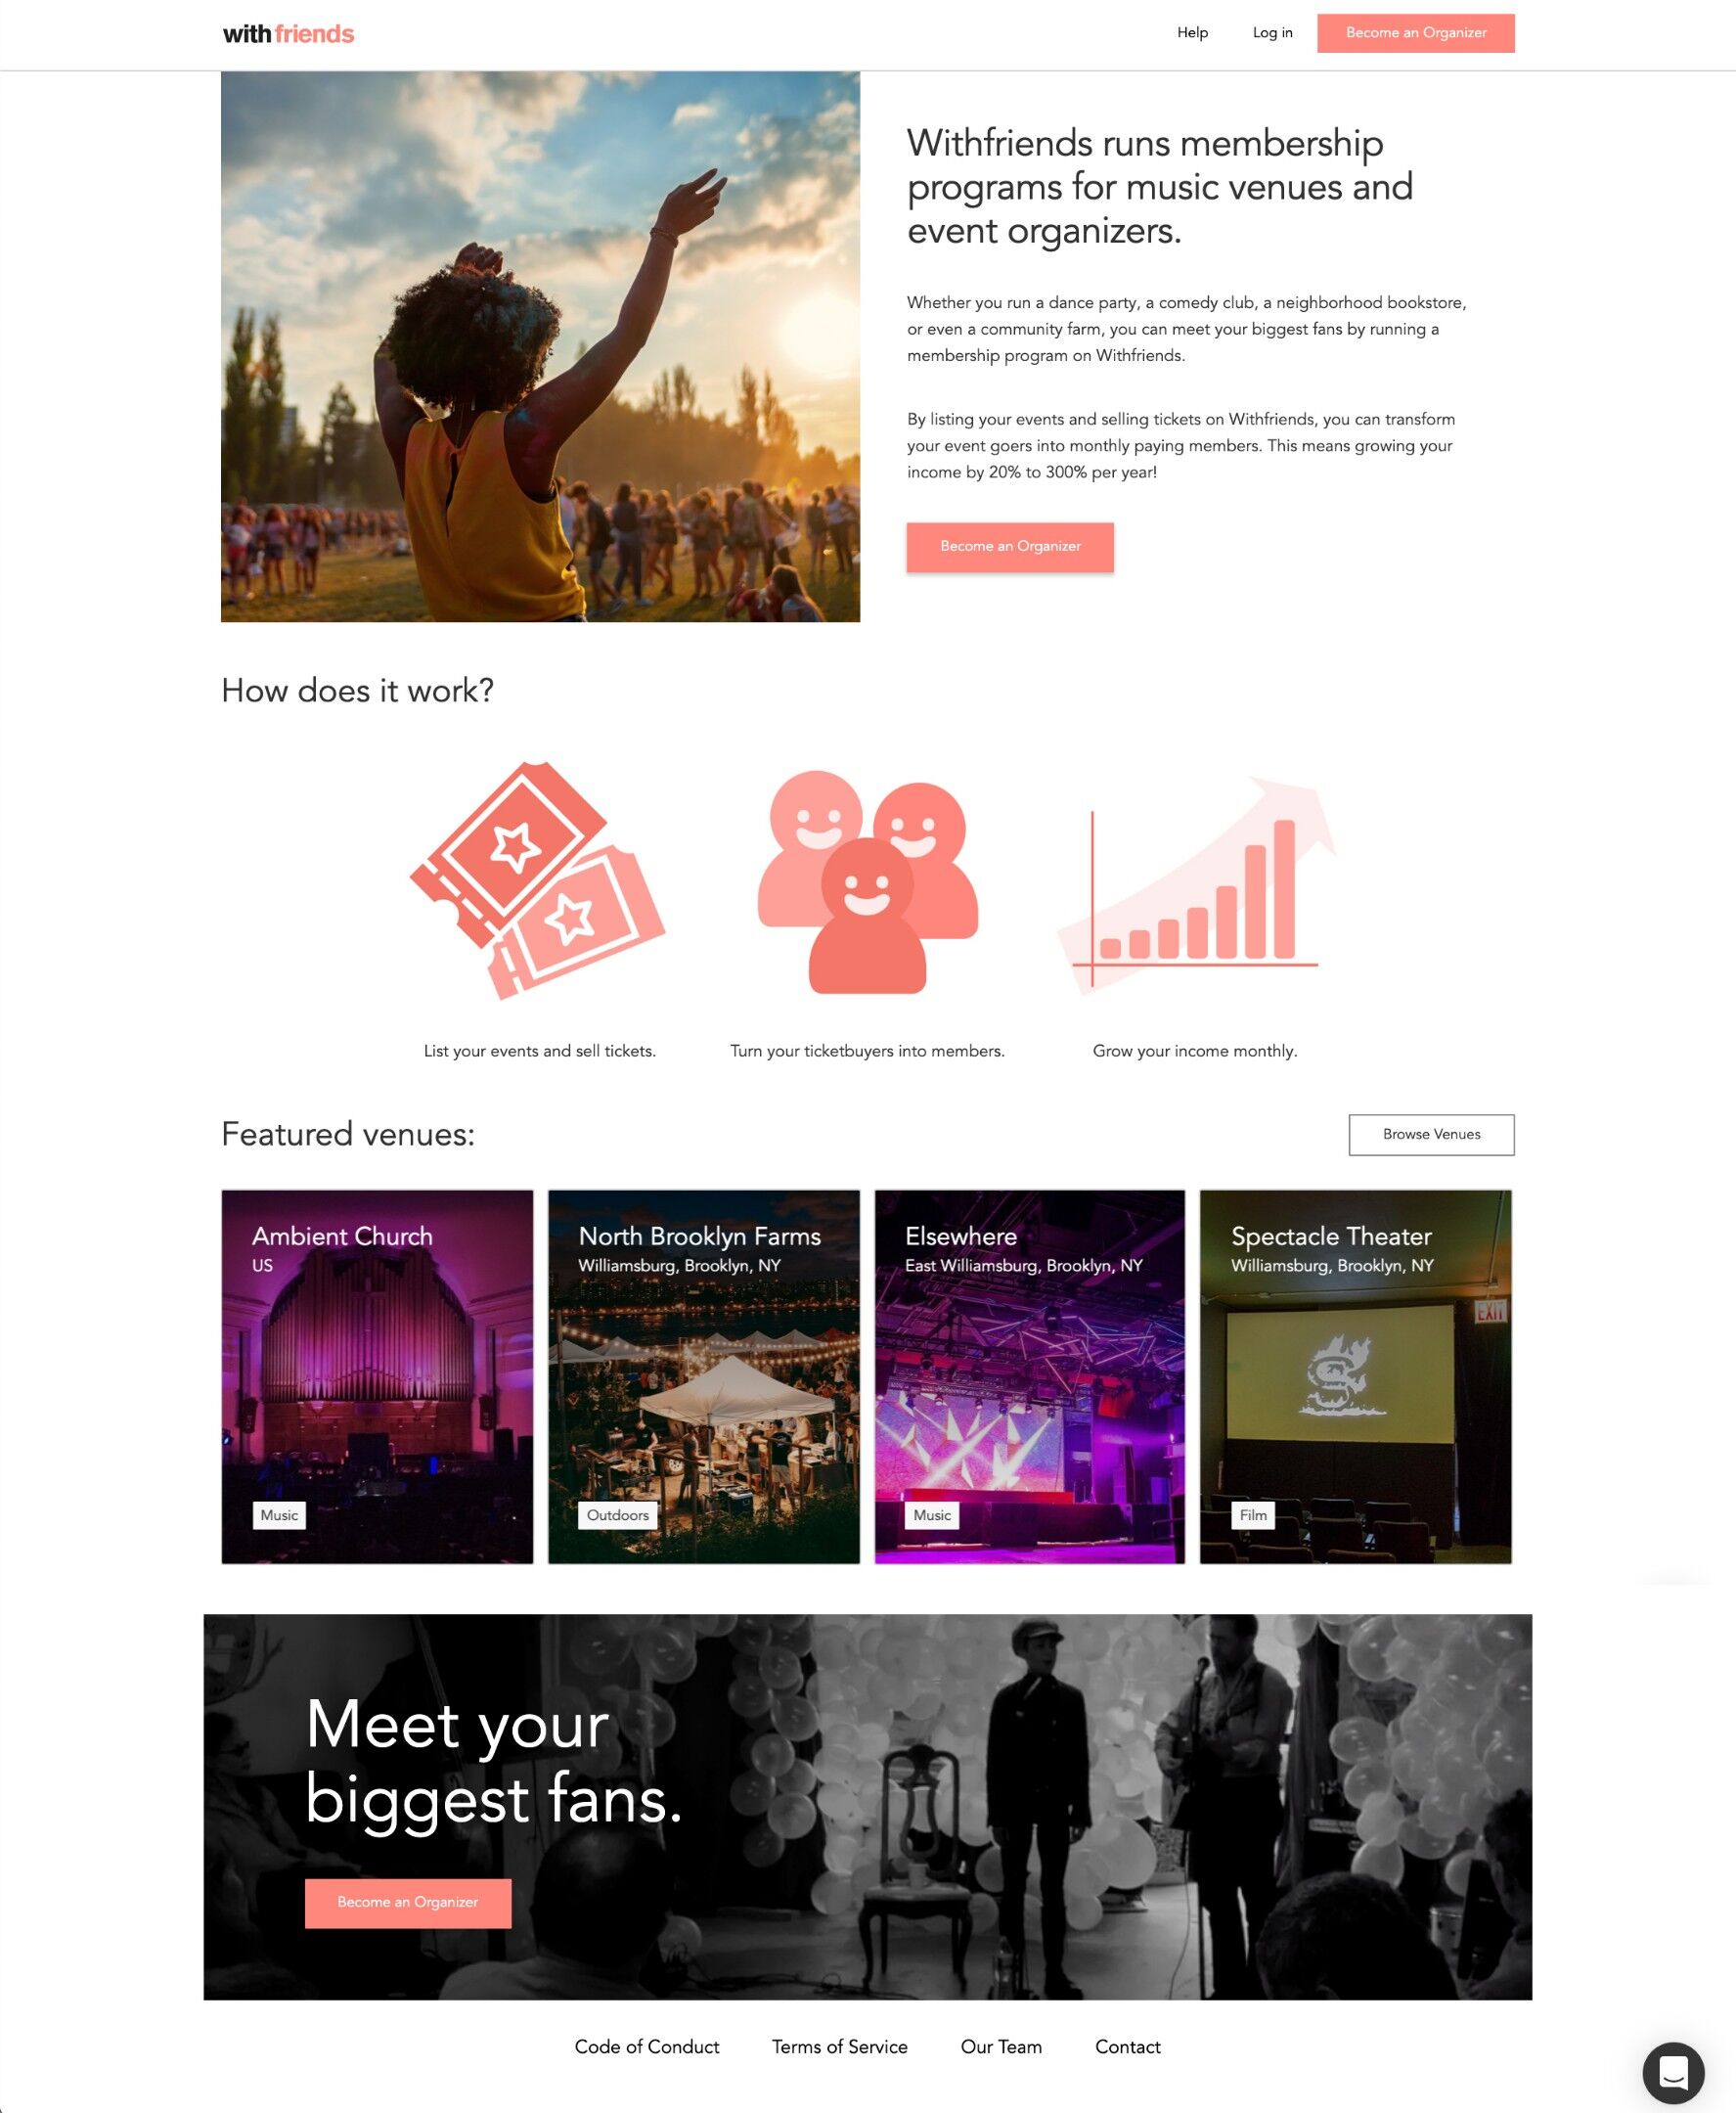 withfriends
Help
Log in
Become an Organizer
Withfriends runs membership
programs for music venues and
event organizers.
Whether you run a dance party, a comedy club, a neighborhood bookstore,
or even a community farm, you can meet your biggest fans by running a
membership program on Withfriends.
By listing your events and selling tickets on Withfriends, you can transform
your event goers into monthly paying members. This means growing your
income by 20% to 300% per year!
Become an Organizer
How does it work?
List your events and sell tickets.
Turn your ticketbuyers into members.
Grow your income monthly.
Featured venues:
Browse Venues
Ambient Church
US
Music
North Brooklyn Farms
Williamsburg, Brooklyn, NY
Outdoors
Elsewhere
East Williamsburg, Brooklyn, NY
Music
Spectacle Theater
Williamsburg, Brooklyn, NY
EXIT
S
Film
Meet your
biggest fans.
Become an Organizer
Code of Conduct
Terms of Service
Our Team
Contact